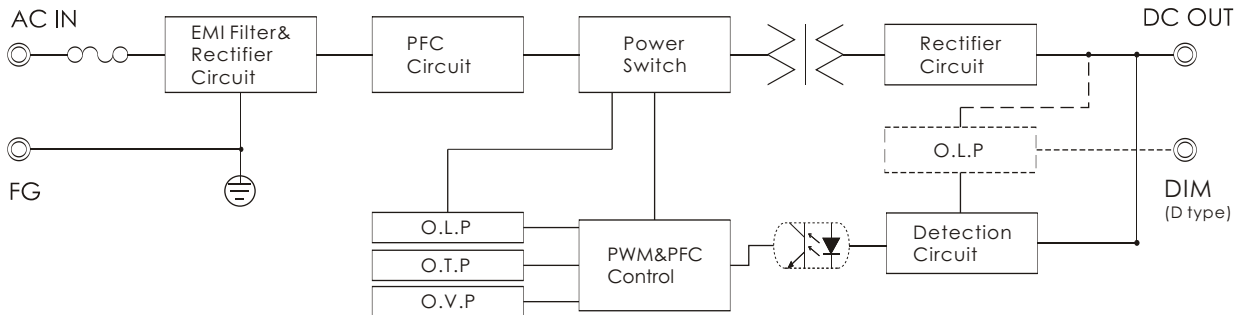 AC IN
EMI Filter&
Rectifier
Circuit
PFC
Circuit
Power
Switch
Rectifier
Circuit
DC OUT
FG
O.L.P
DIM
(D type)
O.L.P
O.T.P
O.V.P
PWM&PFC
Control
Detection
Circuit